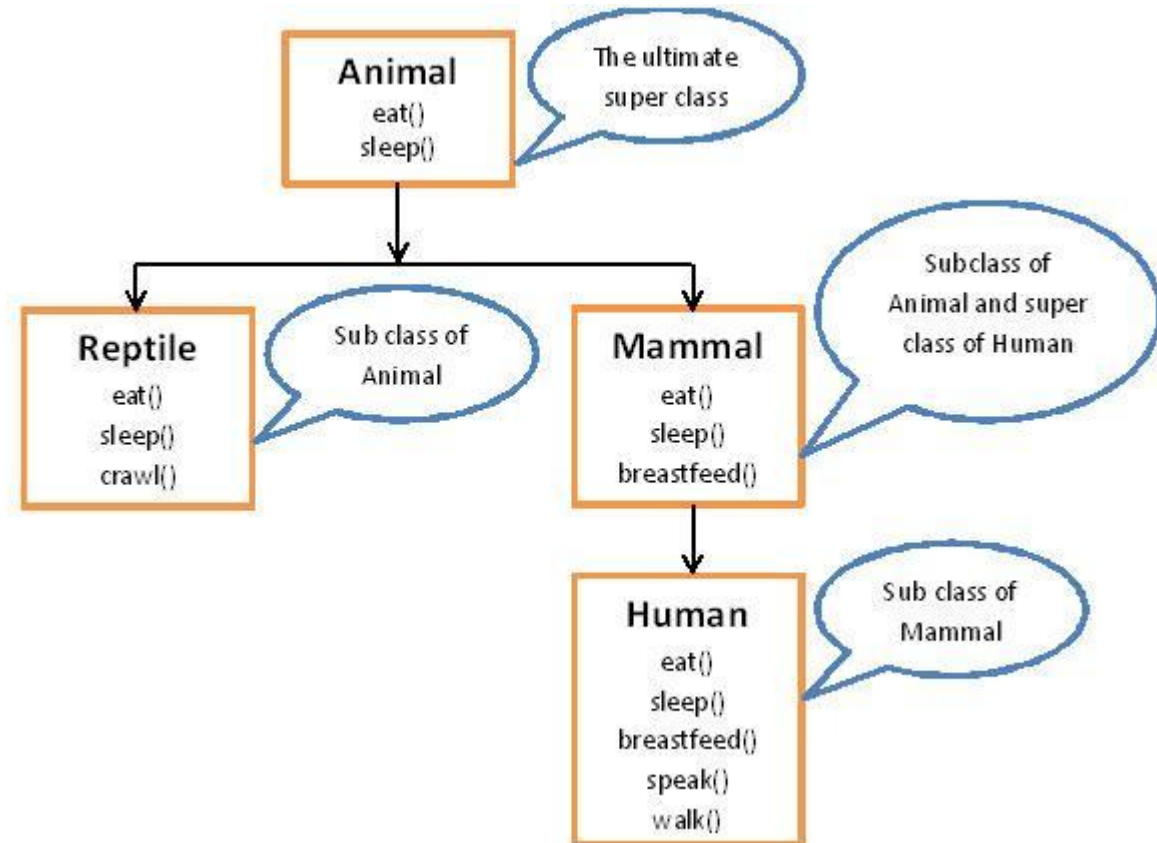 Animal
eat()
sleep()
The ultimate
super class
Reptile
eat()
sleep()
crawl()
Sub class of
Animal
Mammal
eat()
sleep()
breastfeed()
Subclass of
Animal and super
class of Human
Human
eat()
sleep()
breastfeed()
speak()
walk()
Sub class of
Mammal